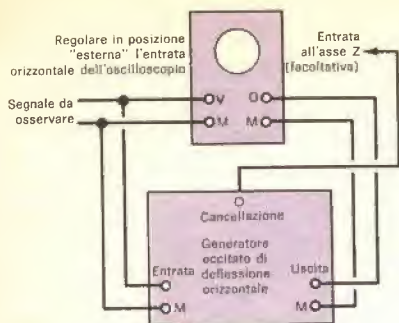 Regolare in posizione
"esterna" l'entrata
orizzontale dell'oscilloscopio
Entrata
all'asse Z
(facoltativa)
Segnale da
osservare
V
O
M
M
Cancellazione
Generatore
eccitato di
deflessione
orizzontale
Entrata
Uscita
M
M